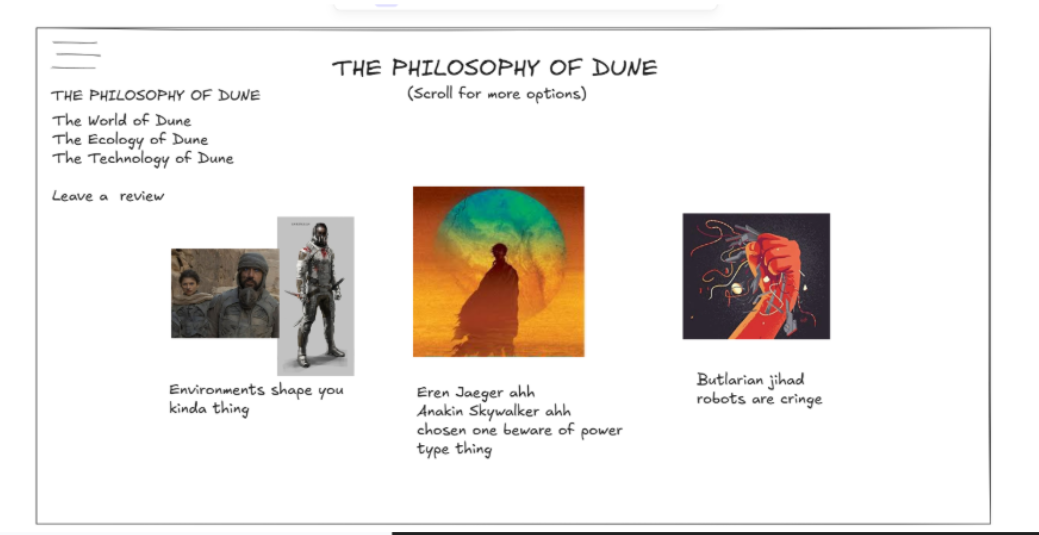 THE PHILOSOPHY OF DUNE
(Scroll for more options)
THE PHILOSOPHY OF DUNE
The World of Dune
The Ecology of Dune
The Technology of Dune
Leave a review
Environments shape you
kinda thing
Eren Jaeger ahh
Anakin Skywalker ahh
chosen one beware of power
type thing
Butlarian jihad
robots are cringe